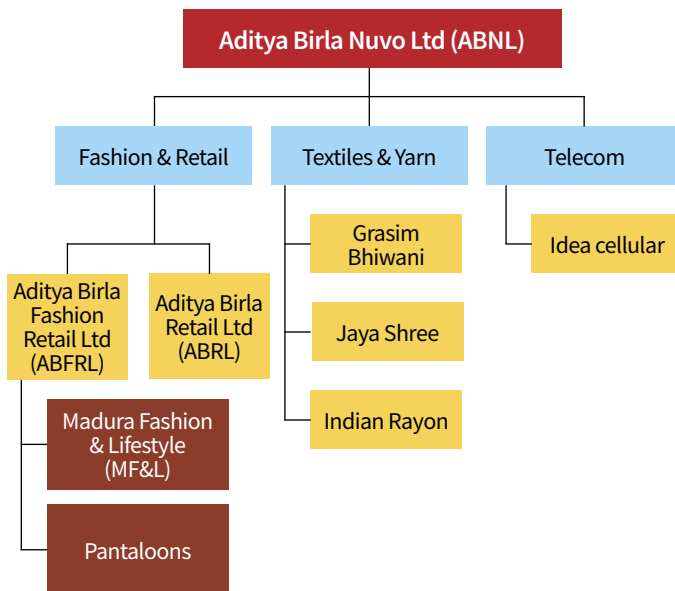 Aditya Birla Nuvo Ltd (ABNL)
Fashion & Retail
Textiles & Yarn
Telecom
Grasim
Bhiwani
Idea cellular
Aditya Birla
Fashion
Retail Ltd
(ABFRL)
Aditya Birla
Retail Ltd
(ABRL)
Jaya Shree
Indian Rayon
Madura Fashion
& Lifestyle
(MF&L)
Pantaloons